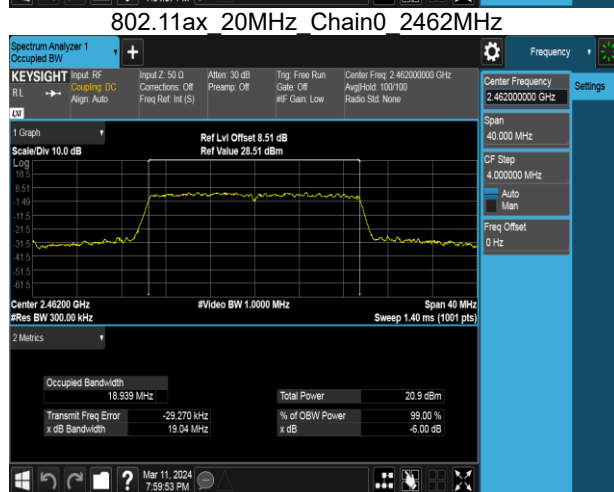 802.11ax_20MHz_Chain0_2462MHz
Spectrum Analyzer 1
Occupied BW
Frequency
KEYSIGHT Input: RF
RL
Coupling: DC
Align: Auto
Input Z: 50 Ω
Corrections: Off
Freq Ref: Int (S)
Atten: 30 dB
Preamp: Off
Trig: Free Run
Gate: Off
#IF Gain: Low
Center Freq: 2.462000000 GHz
Avg|Hold: 100/100
Radio Std: None
LXI
Center Frequency
2.462000000 GHz
Settings
Span
40.000 MHz
CF Step
4.000000 MHz
Auto
Man
Freq Offset
0 Hz
1 Graph
Scale/Div 10.0 dB
Ref Lvl Offset 8.51 dB
Ref Value 28.51 dBm
Log
18.5
8.51
-1.49
-11.5
-21.5
-31.5
-41.5
-51.5
-61.5
Center 2.46200 GHz
#Video BW 1.0000 MHz
Span 40 MHz
#Res BW 300.00 kHz
Sweep 1.40 ms (1001 pts)
2 Metrics
Occupied Bandwidth
18.939 MHz
Total Power 20.9 dBm
Transmit Freq Error -29.270 kHz
% of OBW Power 99.00 %
x dB Bandwidth 19.04 MHz
x dB -6.00 dB
?
Mar 11, 2024
7:59:53 PM